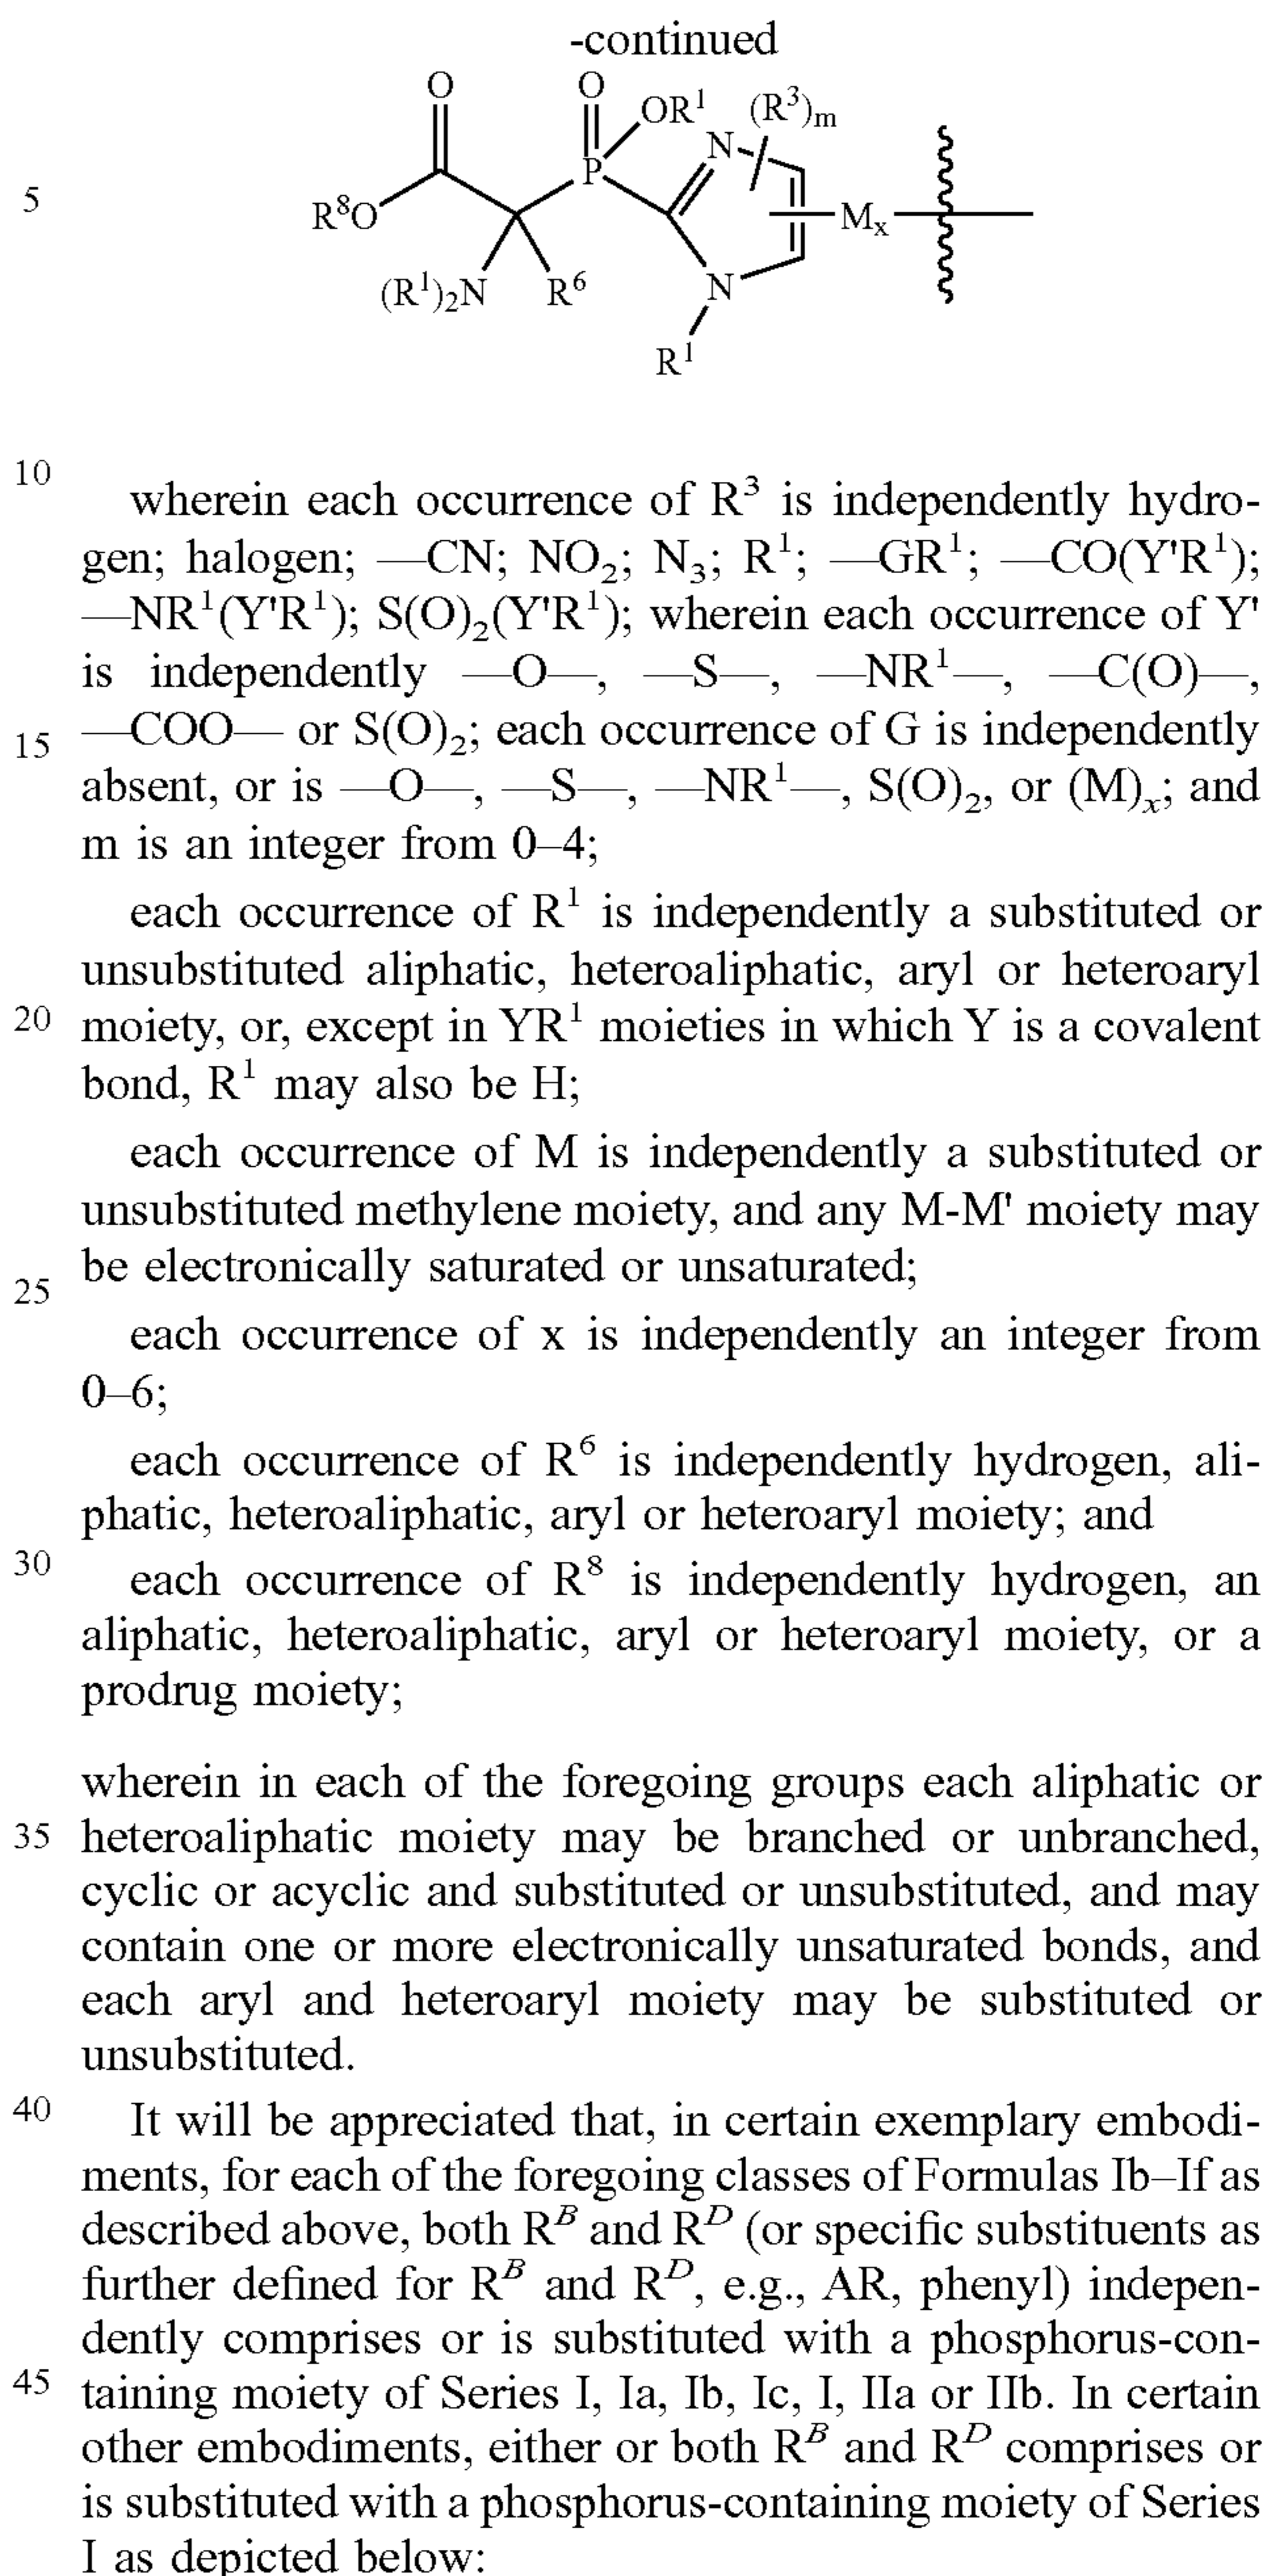 -continued
O O
OR¹ (R³)ₘ
N
P
5
R⁸O Mₓ
(R¹)₂N R⁶ N
R¹
10
wherein each occurrence of R³ is independently hydro-
gen; halogen; —CN; NO₂; N₃; R¹; —GR¹; —CO(Y'R¹);
—NR¹(Y'R¹); S(O)₂(Y'R¹); wherein each occurrence of Y'
is independently —O—, —S—, —NR¹—, —C(O)—,
15 —COO— or S(O)₂; each occurrence of G is independently
absent, or is —O—, —S—, —NR¹—, S(O)₂, or (M)ₓ; and
m is an integer from 0–4;
each occurrence of R¹ is independently a substituted or
unsubstituted aliphatic, heteroaliphatic, aryl or heteroaryl
20 moiety, or, except in YR¹ moieties in which Y is a covalent
bond, R¹ may also be H;
each occurrence of M is independently a substituted or
unsubstituted methylene moiety, and any M-M' moiety may
be electronically saturated or unsaturated;
25
each occurrence of x is independently an integer from
0–6;
each occurrence of R⁶ is independently hydrogen, ali-
phatic, heteroaliphatic, aryl or heteroaryl moiety; and
30
each occurrence of R⁸ is independently hydrogen, an
aliphatic, heteroaliphatic, aryl or heteroaryl moiety, or a
prodrug moiety;
wherein in each of the foregoing groups each aliphatic or
35 heteroaliphatic moiety may be branched or unbranched,
cyclic or acyclic and substituted or unsubstituted, and may
contain one or more electronically unsaturated bonds, and
each aryl and heteroaryl moiety may be substituted or
unsubstituted.
40 It will be appreciated that, in certain exemplary embodi-
ments, for each of the foregoing classes of Formulas Ib–If as
described above, both Rᴮ and Rᴰ (or specific substituents as
further defined for Rᴮ and Rᴰ, e.g., AR, phenyl) indepen-
dently comprises or is substituted with a phosphorus-con-
45 taining moiety of Series I, Ia, Ib, Ic, I, IIa or IIb. In certain
other embodiments, either or both Rᴮ and Rᴰ comprises or
is substituted with a phosphorus-containing moiety of Series
I as depicted below: